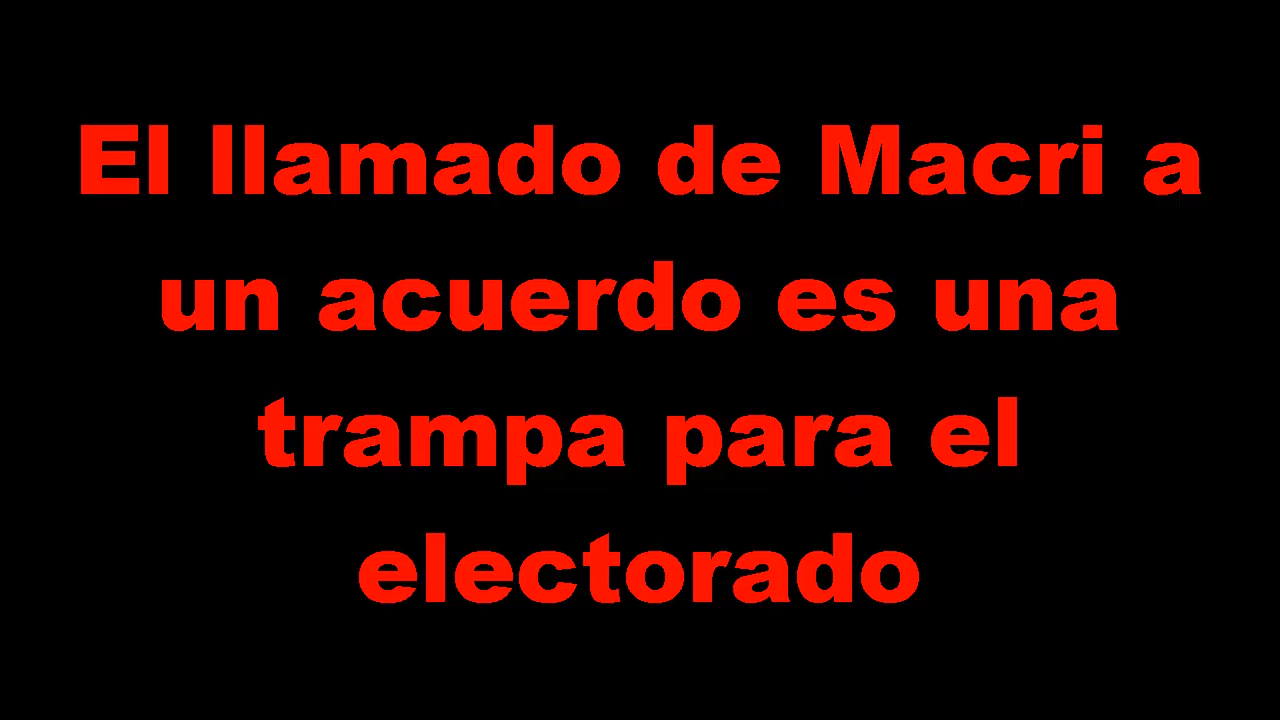 El llamado de Macri a
un acuerdo es una
trampa para el
electorado